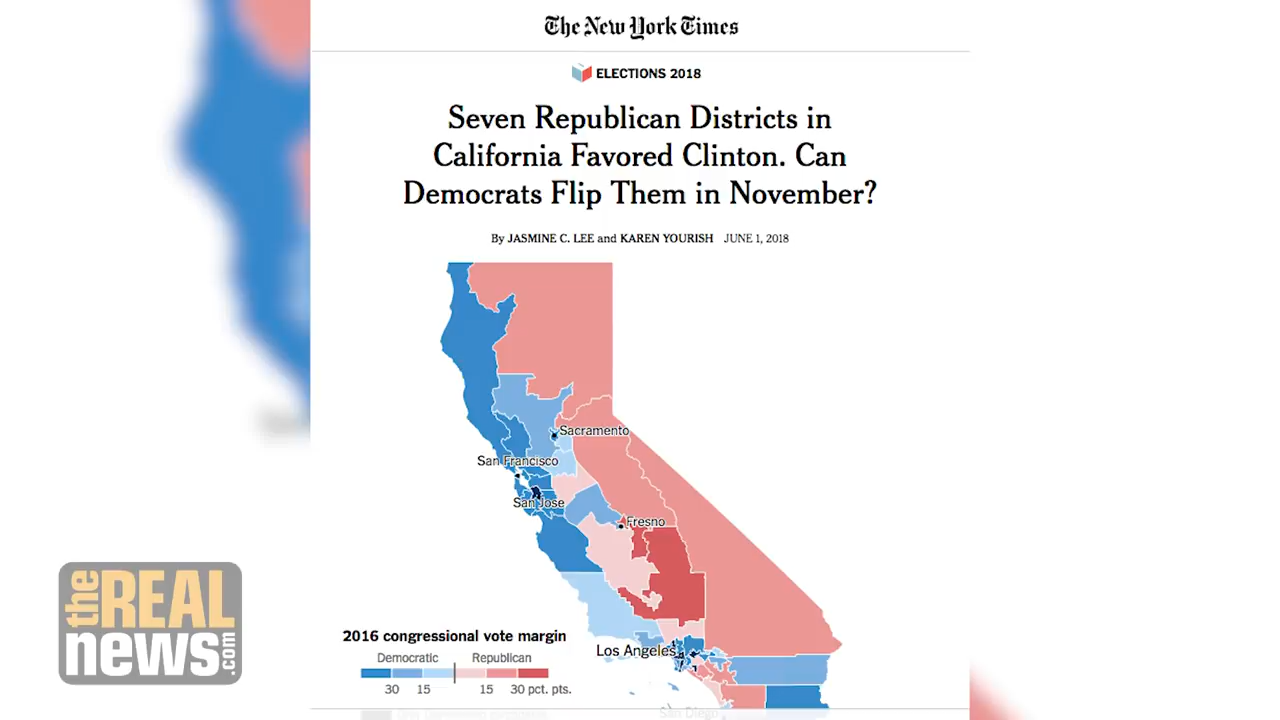 The New York Times
ELECTIONS 2018
Seven Republican Districts in
California Favored Clinton. Can
Democrats Flip Them in November?
By JASMINE C. LEE and KAREN YOURISH JUNE 1, 2018
Sacramento
San Francisco
San Jose
Fresno
Los Angeles
San Diego
2016 congressional vote margin
Democratic Republican
30 15 15 30 pct. pts.
the
REAL
news.com